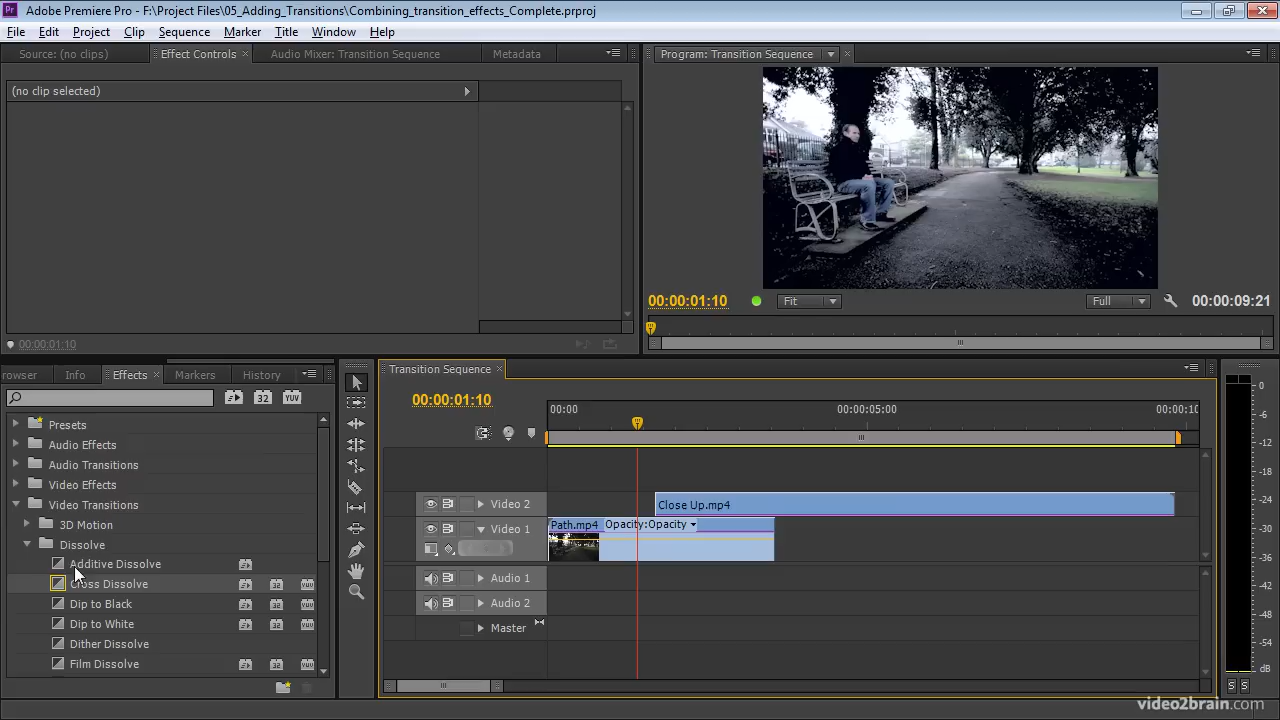 Adobe Premiere Pro - F:\Project Files\05_Adding_Transitions\Combining_transition_effects_Complete.prproj
File Edit Project Clip Sequence Marker Title Window Help
Source: (no clips) Effect Controls Audio Mixer: Transition Sequence Metadata
Program: Transition Sequence
(no clip selected)
00:00:01:10 Fit Full 00:00:09:21
00:00:01:10
rowser Info Effects Markers History
Transition Sequence
00:00:01:10
00:00 00:00:05:00 00:00:10
Presets
Audio Effects
Audio Transitions
Video Effects
Video Transitions
3D Motion
Dissolve
Additive Dissolve
Cross Dissolve
Dip to Black
Dip to White
Dither Dissolve
Film Dissolve
Video 2 Close Up.mp4
Video 1 Path.mp4 Opacity:Opacity
Audio 1
Audio 2
Master
0
-6
-12
-18
-24
-30
-36
-42
-48
-54
dB
S S
video2brain.com